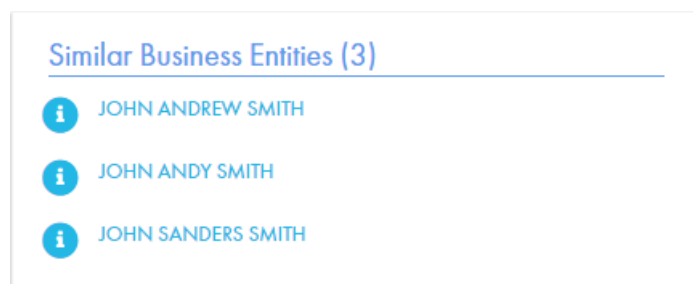 Similar Business Entities (3)
JOHN ANDREW SMITH
JOHN ANDY SMITH
JOHN SANDERS SMITH